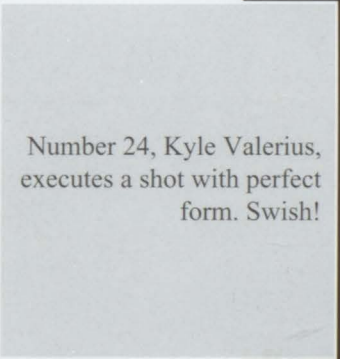 Number 24, Kyle Valerius,
executes a shot with perfect
form. Swish!